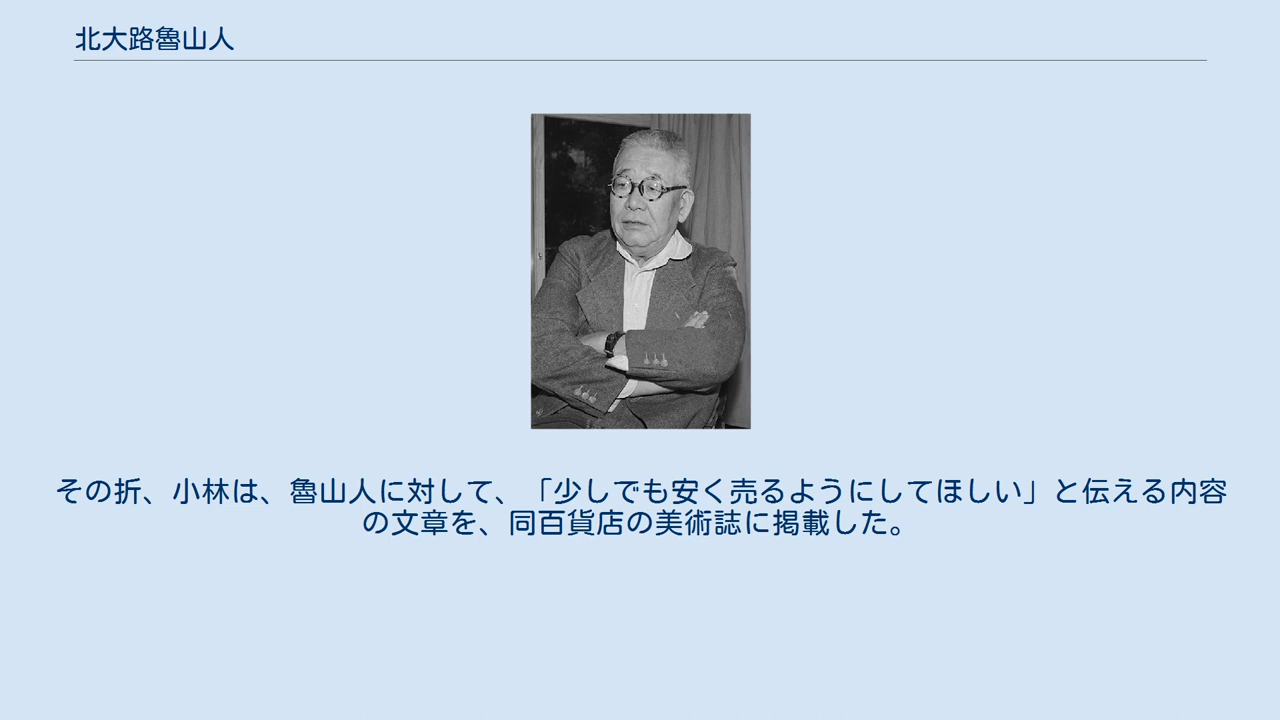 北大路魯山人
その折、小林は、魯山人に対して、「少しでも安く売るようにしてほしい」と伝える内容
の文章を、同百貨店の美術誌に掲載した。